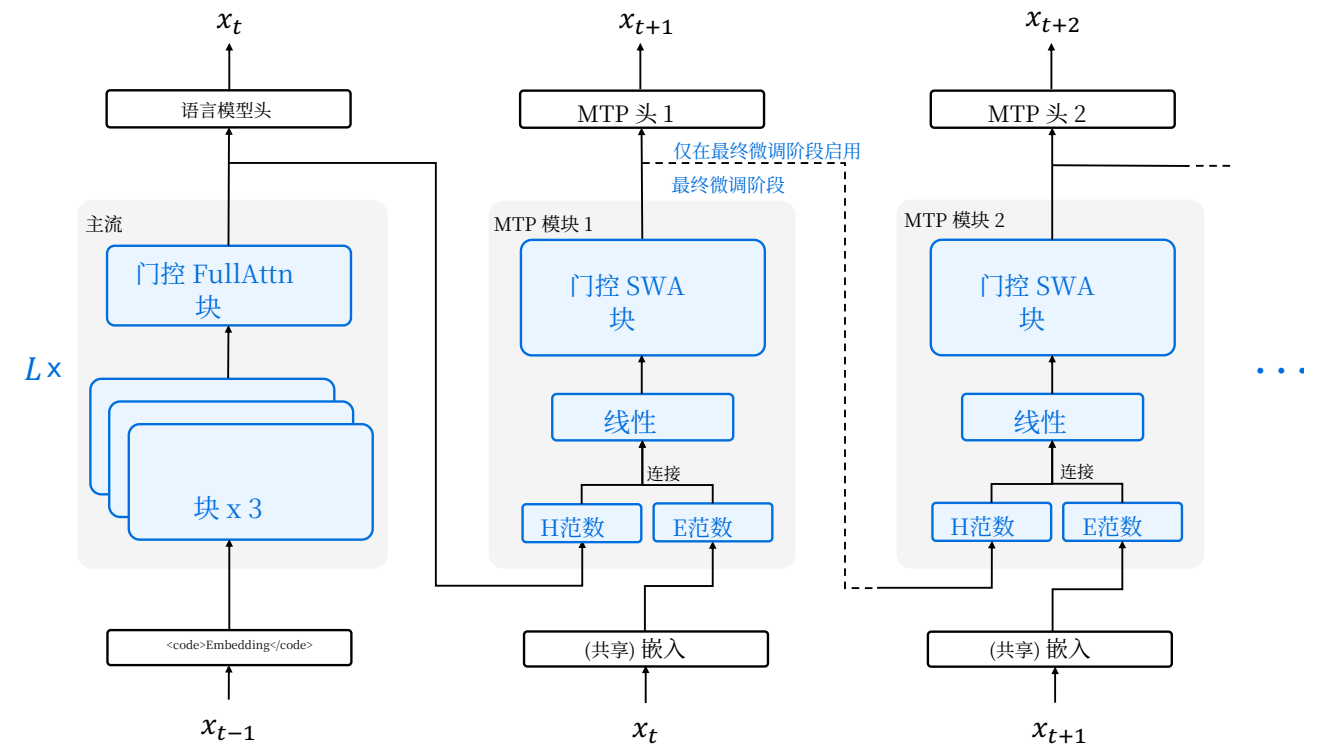 x_t
x_{t+1}
x_{t+2}
语言模型头
MTP 头 1
MTP 头 2
仅在最终微调阶段启用
最终微调阶段
主流
MTP 模块 1
MTP 模块 2
门控 FullAttn
块
门控 SWA
块
门控 SWA
块
L x
. . .
线性
线性
块 x 3
连接
连接
H范数
E范数
H范数
E范数
<code>Embedding</code>
(共享) 嵌入
(共享) 嵌入
x_{t−1}
x_t
x_{t+1}